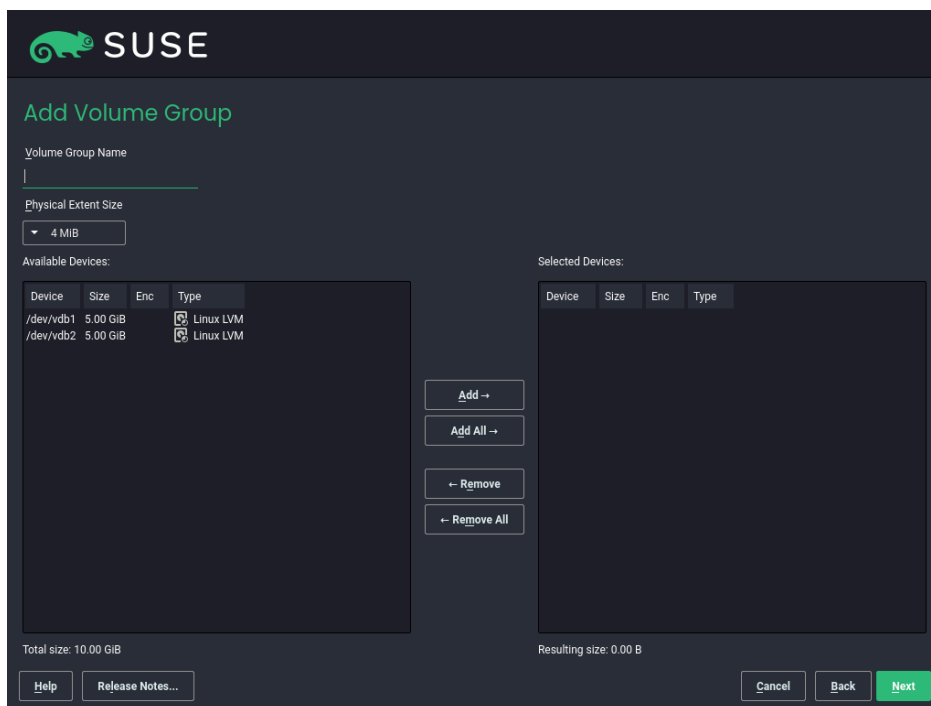 SUSE
Add Volume Group
Volume Group Name
Physical Extent Size
4 MiB
Available Devices:
Device Size Enc Type
/dev/vdb1 5.00 GiB Linux LVM
/dev/vdb2 5.00 GiB Linux LVM
Total size: 10.00 GiB
Add →
Add All →
← Remove
← Remove All
Selected Devices:
Device Size Enc Type
Resulting size: 0.00 B
Help Release Notes... Cancel Back Next